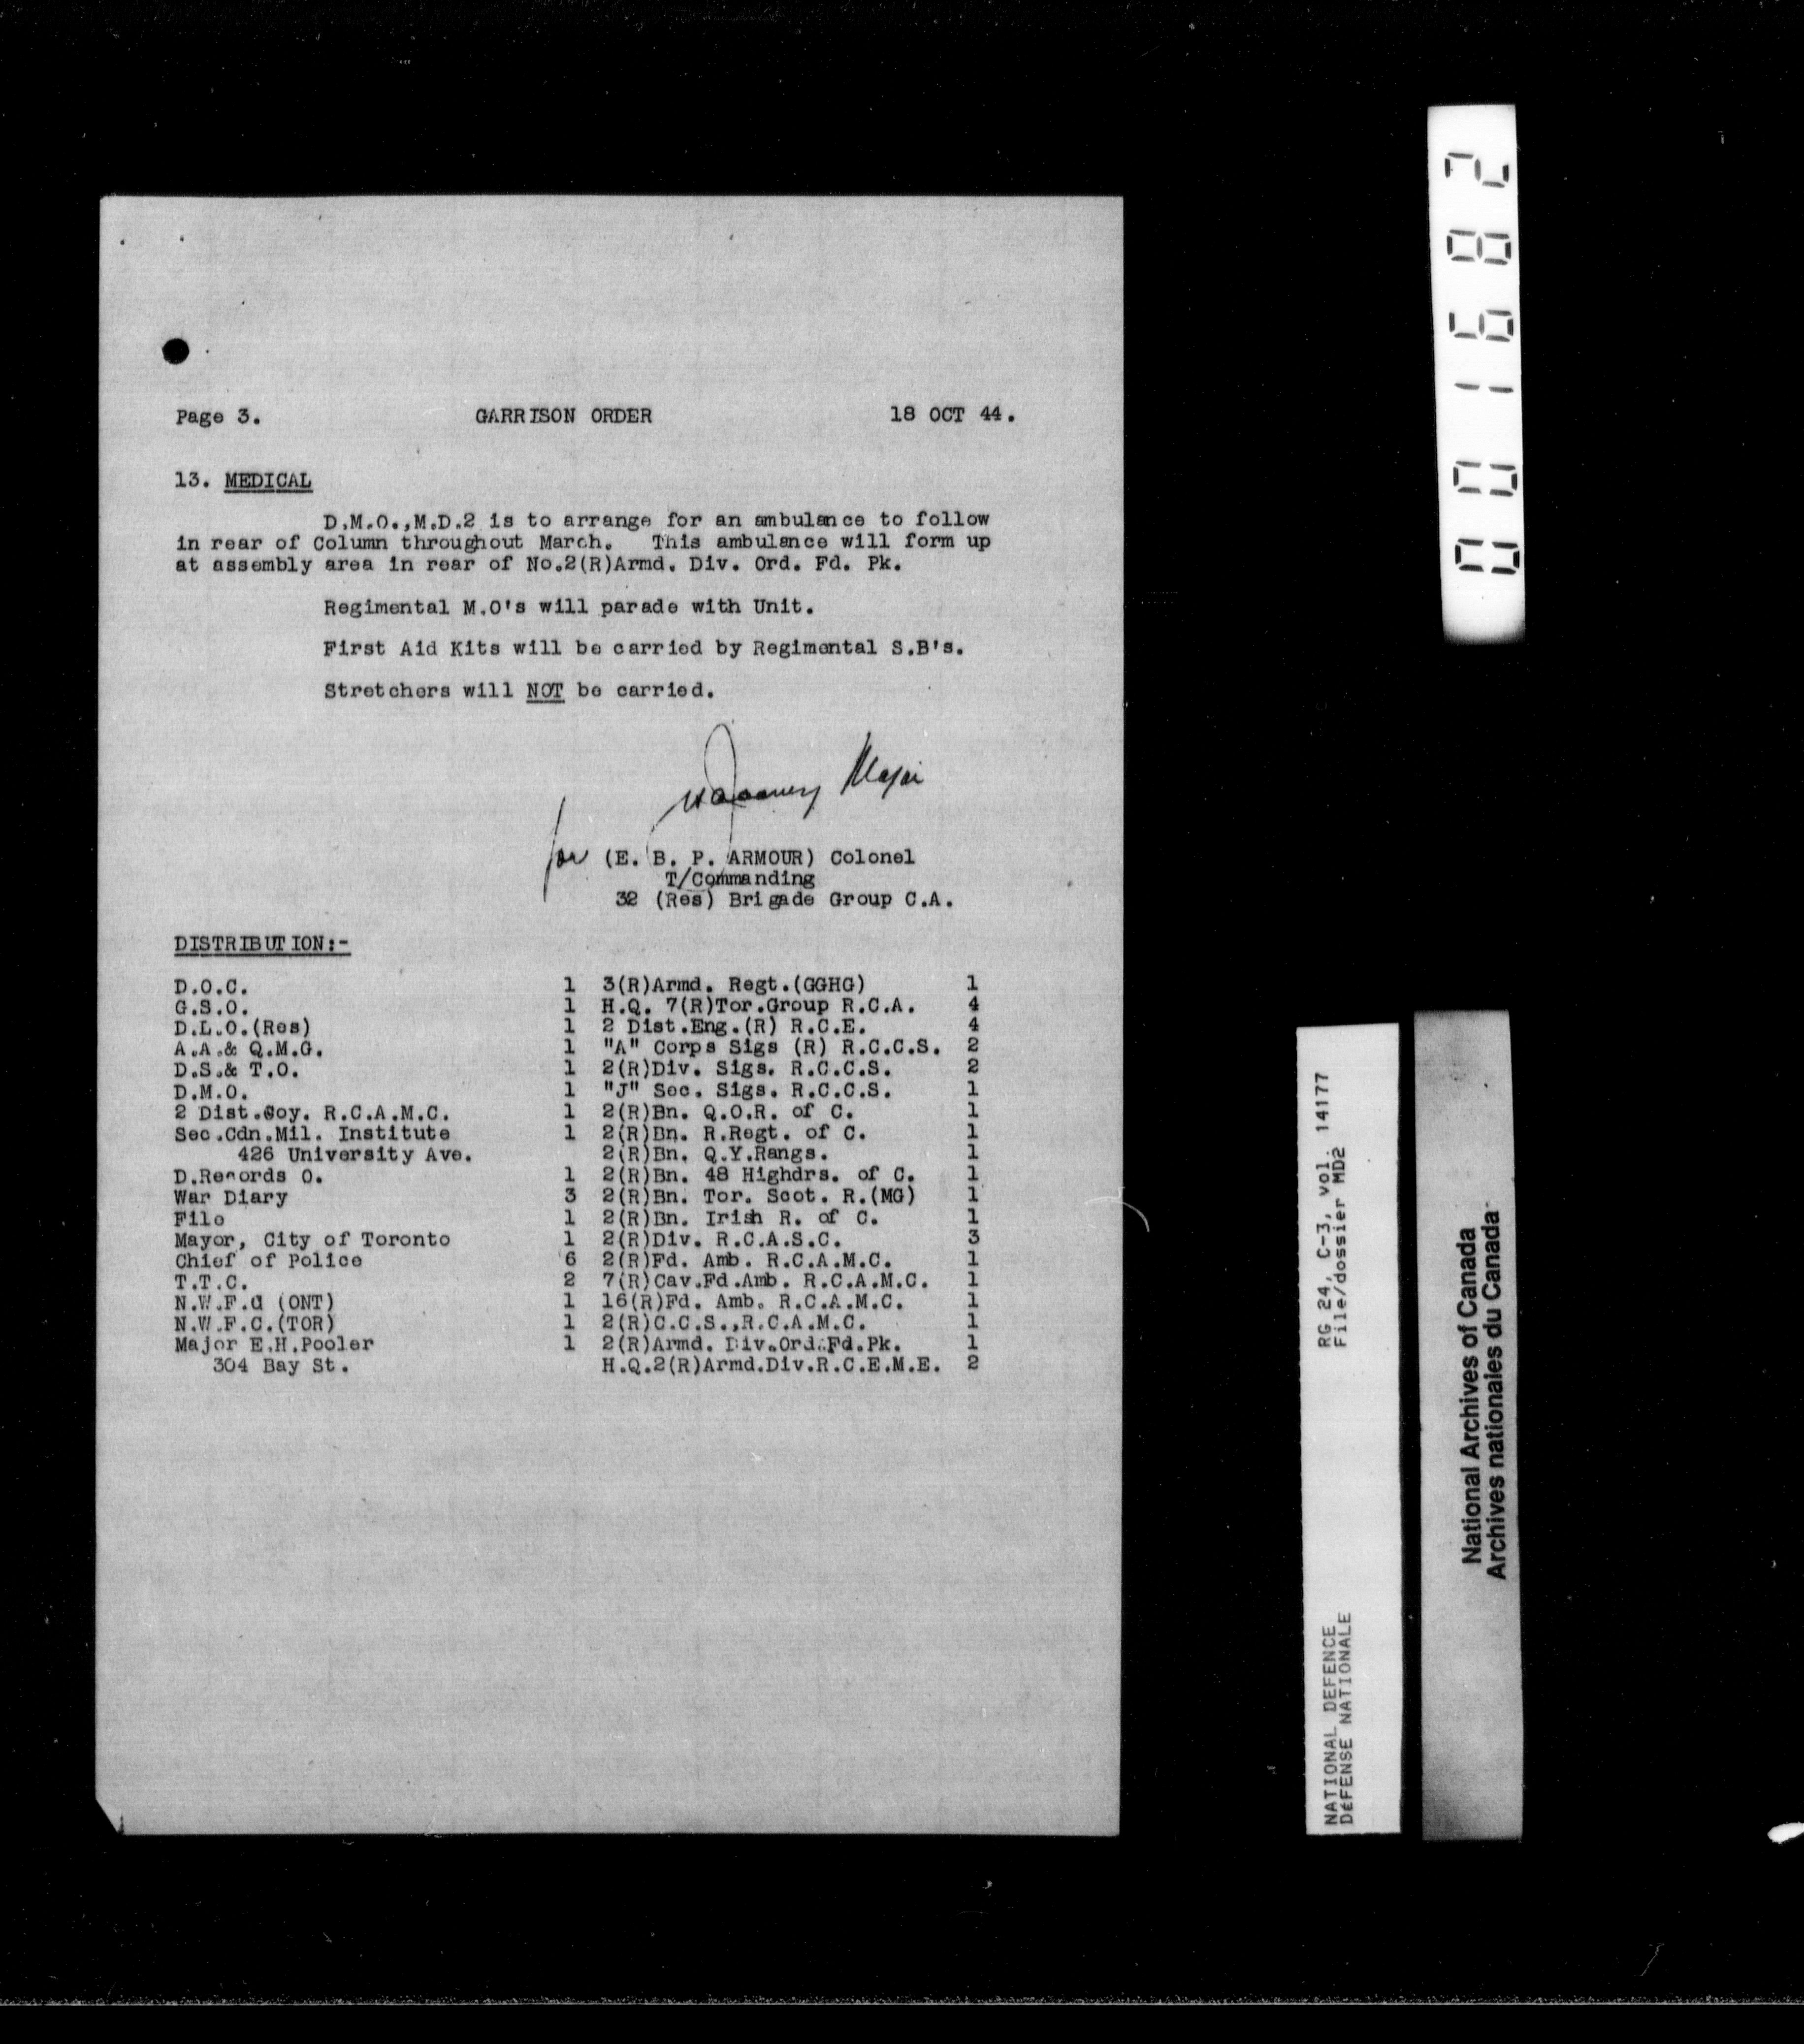 Page 3. GARRISON ORDER 18 OCT 44.
13. MEDICAL
D.M.O.,M.D.2 is to arrange for an ambulance to follow
in rear of Column throughout March. This ambulance will form up
at assembly area in rear of No.2(R)Armd. Div. Ord. Fd. Pk.
Regimental M.O's will parade with Unit.
First Aid Kits will be carried by Regimental S.B's.
Stretchers will NOT be carried.
Major
for (E. B. P. ARMOUR) Colonel
T/Commanding
32 (Res) Brigade Group C.A.
DISTRIBUTION:-
D.O.C. 1 3(R)Armd. Regt.(GGHG) 1
G.S.O. 1 H.Q. 7(R)Tor.Group R.C.A. 4
D.L.O.(Res) 1 2 Dist.Eng.(R) R.C.E. 4
A.A.& Q.M.G. 1 "A" Corps Sigs (R) R.C.C.S. 2
D.S.& T.O. 1 2(R)Div. Sigs. R.C.C.S. 2
D.M.O. 1 "J" Sec. Sigs. R.C.C.S. 1
2 Dist.Coy. R.C.A.M.C. 1 2(R)Bn. Q.O.R. of C. 1
Sec.Cdn.Mil. Institute 1 2(R)Bn. R.Regt. of C. 1
426 University Ave. 2(R)Bn. Q.Y.Rangs. 1
D.Records O. 1 2(R)Bn. 48 Highdrs. of C. 1
War Diary 3 2(R)Bn. Tor. Scot. R.(MG) 1
File 1 2(R)Bn. Irish R. of C. 1
Mayor, City of Toronto 1 2(R)Div. R.C.A.S.C. 3
Chief of Police 6 2(R)Fd. Amb. R.C.A.M.C. 1
T.T.C. 2 7(R)Cav.Fd.Amb. R.C.A.M.C. 1
N.W.F.C (ONT) 1 16(R)Fd. Amb. R.C.A.M.C. 1
N.W.F.C.(TOR) 1 2(R)C.C.S.,R.C.A.M.C. 1
Major E.H.Pooler 1 2(R)Armd. Div.Ord.Fd.Pk. 1
304 Bay St. H.Q.2(R)Armd.Div.R.C.E.M.E. 2
001682
NATIONAL DEFENCE RG 24, C-3, vol. 14177
DÉFENSE NATIONALE File/dossier MD2
National Archives of Canada
Archives nationales du Canada